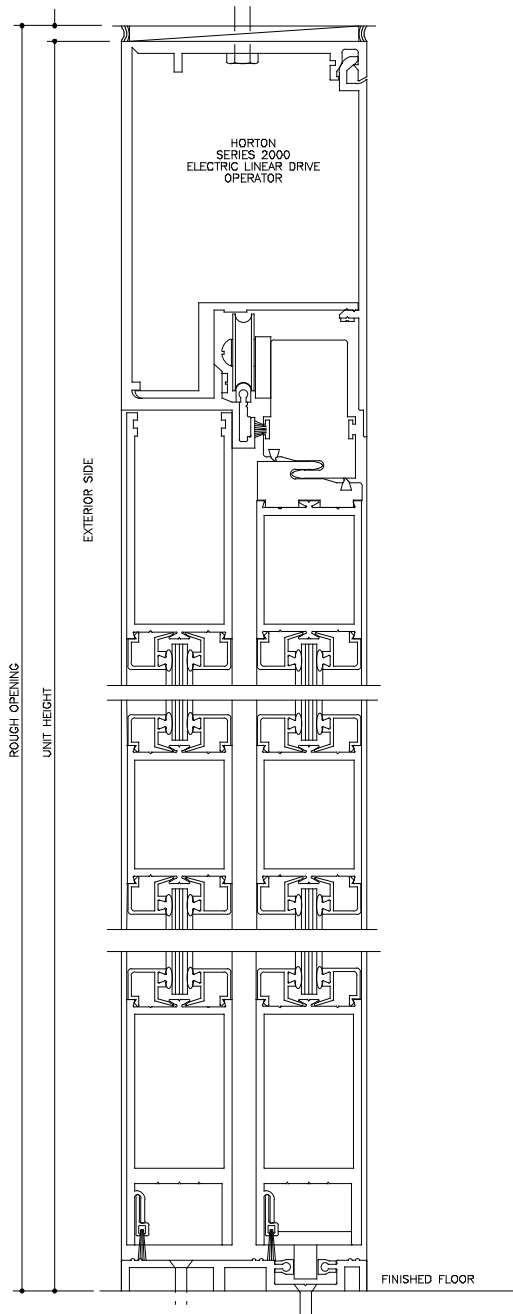 HORTON
SERIES 2000
ELECTRIC LINEAR DRIVE
OPERATOR
EXTERIOR SIDE
ROUGH OPENING
UNIT HEIGHT
FINISHED FLOOR